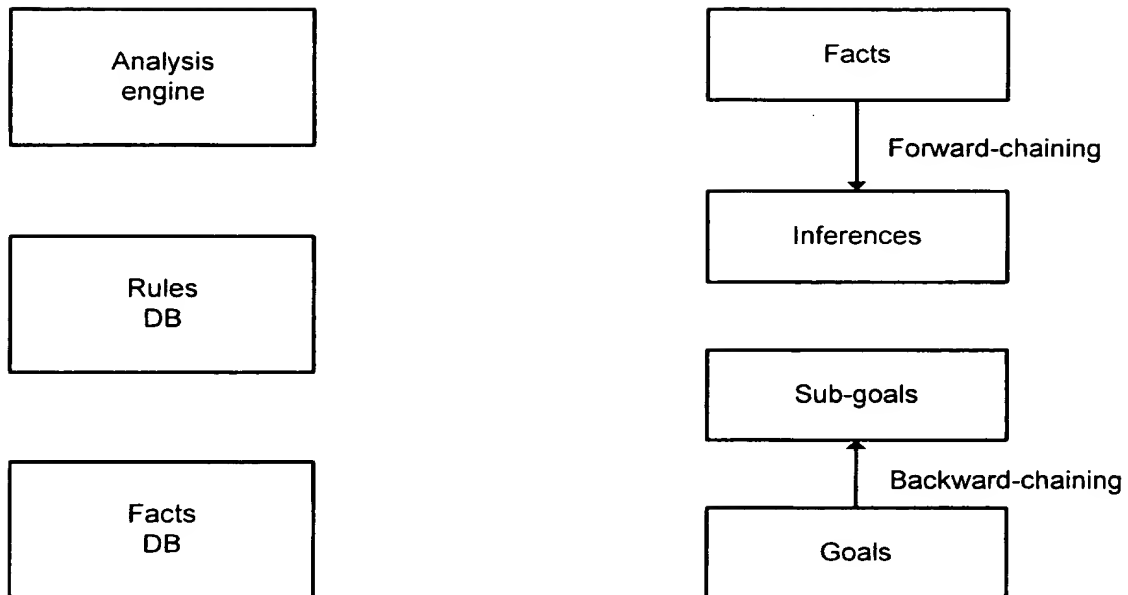 Analysis
engine
Rules
DB
Facts
DB
Facts
Forward-chaining
Inferences
Sub-goals
Backward-chaining
Goals